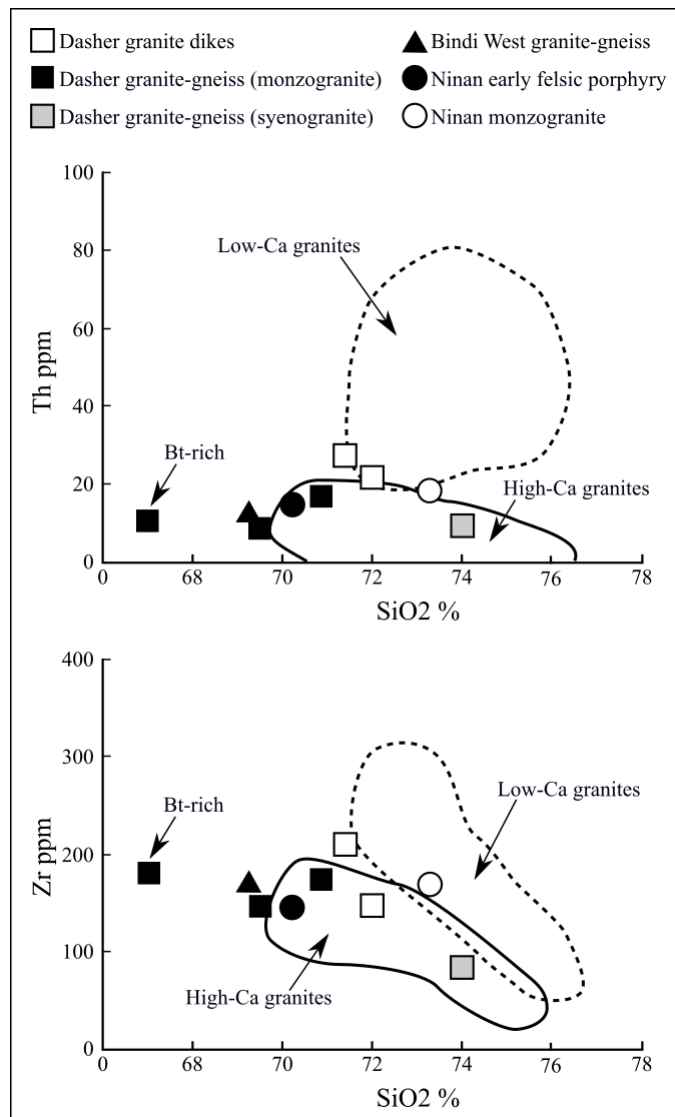 Dasher granite dikes
Bindi West granite-gneiss
Dasher granite-gneiss (monzogranite)
Ninan early felsic porphyry
Dasher granite-gneiss (syenogranite)
Ninan monzogranite
100
80
60
40
20
0
Th ppm
Low-Ca granites
Bt-rich
High-Ca granites
0 68 70 72 74 76 78
SiO2 %
400
300
200
100
0
Zr ppm
Low-Ca granites
Bt-rich
High-Ca granites
0 68 70 72 74 76 78
SiO2 %